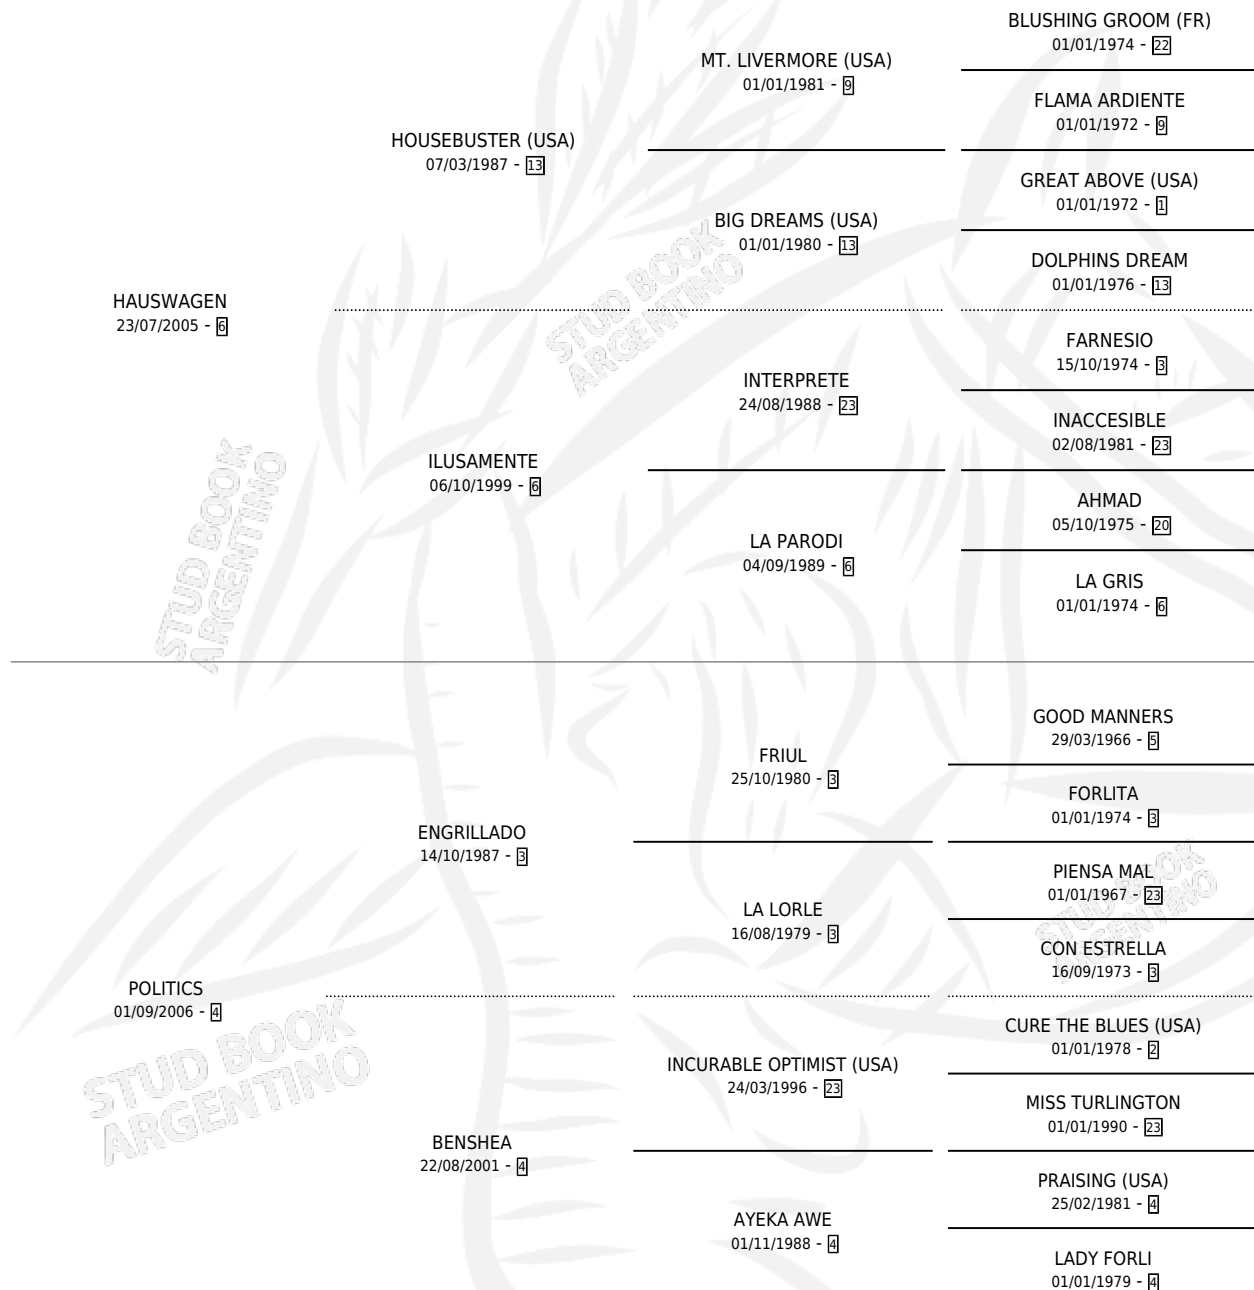 BLUSHING GROOM (FR)
01/01/1974 - 22
MT. LIVERMORE (USA)
01/01/1981 - 9
FLAMA ARDIENTE
01/01/1972 - 9
HOUSEBUSTER (USA)
07/03/1987 - 13
GREAT ABOVE (USA)
01/01/1972 - 1
BIG DREAMS (USA)
01/01/1980 - 13
DOLPHINS DREAM
01/01/1976 - 13
HAUSWAGEN
23/07/2005 - 6
STUD BOOK
ARGENTINO
FARNESIO
15/10/1974 - 3
INTERPRETE
24/08/1988 - 23
INACCESIBLE
02/08/1981 - 23
ILUSAMENTE
06/10/1999 - 6
AHMAD
05/10/1975 - 20
LA PARODI
04/09/1989 - 6
LA GRIS
01/01/1974 - 6
STUD BOOK
ARGENTINO
GOOD MANNERS
29/03/1966 - 5
FRIUL
25/10/1980 - 3
FORLITA
01/01/1974 - 3
ENGRILLADO
14/10/1987 - 3
PIENSA MAL
01/01/1967 - 23
LA LORLE
16/08/1979 - 3
CON ESTRELLA
16/09/1973 - 3
STUD BOOK
ARGENTINO
POLITICS
01/09/2006 - 4
CURE THE BLUES (USA)
01/01/1978 - 2
INCURABLE OPTIMIST (USA)
24/03/1996 - 23
MISS TURLINGTON
01/01/1990 - 23
STUD BOOK
ARGENTINO
BENSHEA
22/08/2001 - 4
PRAISING (USA)
25/02/1981 - 4
AYEKA AWE
01/11/1988 - 4
LADY FORLI
01/01/1979 - 4